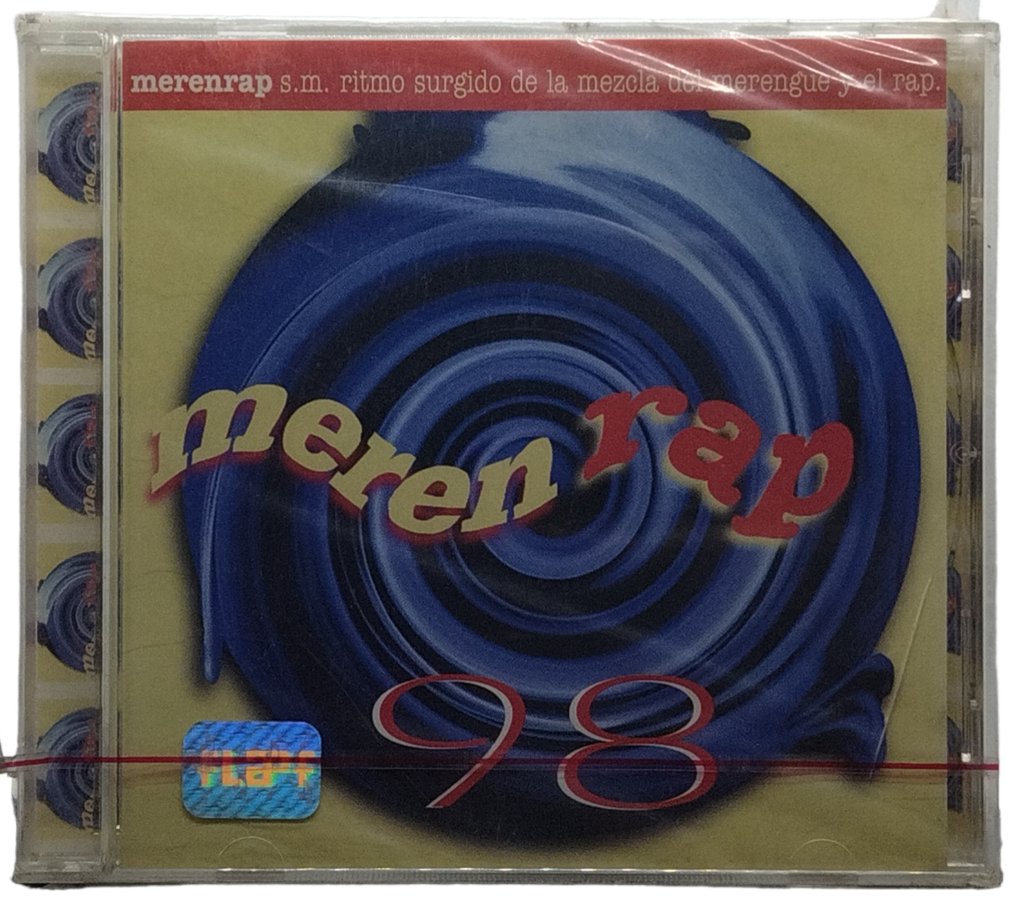 merenrap s.m. ritmo surgido de la mezcla del merengue y el rap.
meren rap
98